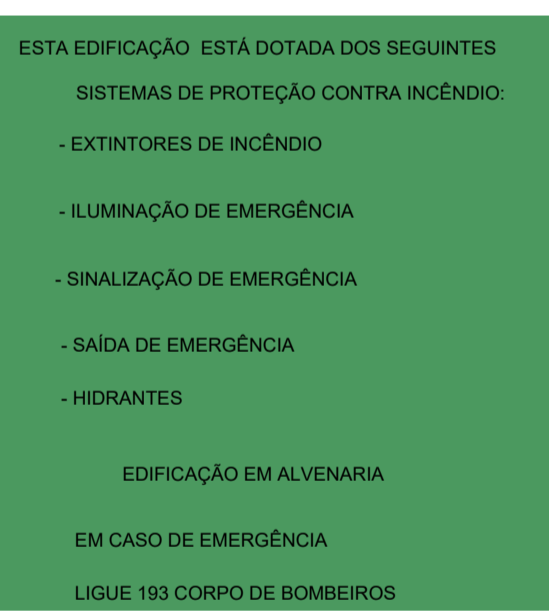 ESTA EDIFICAÇÃO ESTÁ DOTADA DOS SEGUINTES
SISTEMAS DE PROTEÇÃO CONTRA INCÊNDIO:
- EXTINTORES DE INCÊNDIO
- ILUMINAÇÃO DE EMERGÊNCIA
- SINALIZAÇÃO DE EMERGÊNCIA
- SAÍDA DE EMERGÊNCIA
- HIDRANTES
EDIFICAÇÃO EM ALVENARIA
EM CASO DE EMERGÊNCIA
LIGUE 193 CORPO DE BOMBEIROS